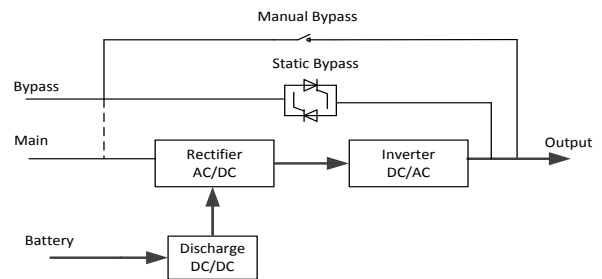 Manual Bypass
Static Bypass
Bypass
Main
Rectifier
AC/DC
Inverter
DC/AC
Output
Battery
Discharge
DC/DC